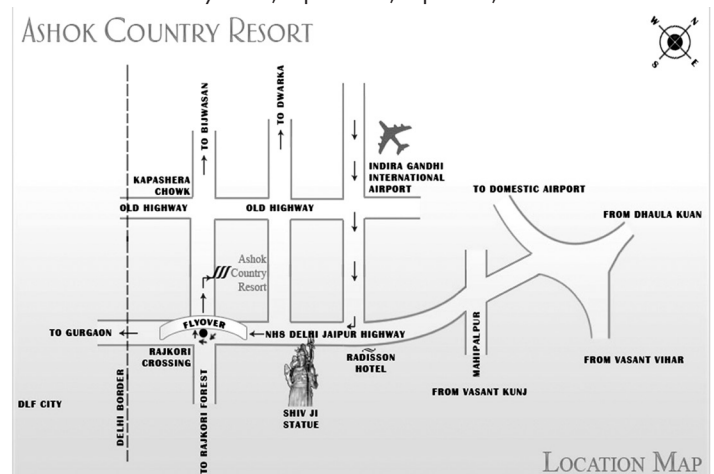 ASHOK COUNTRY RESORT
W
N
S
E
TO BIJWASAN
TO DWARKA
INDIRA GANDHI
INTERNATIONAL
AIRPORT
KAPASHERA
CHOWK
TO DOMESTIC AIRPORT
OLD HIGHWAY
OLD HIGHWAY
FROM DHAULA KUAN
Ashok
Country
Resort
FLYOVER
TO GURGAON
NH8 DELHI JAIPUR HIGHWAY
RAJKORI
CROSSING
RADISSON
HOTEL
MAHIPALPUR
FROM VASANT VIHAR
FROM VASANT KUNJ
DLF CITY
DELHI BORDER
TO RAJKORI FOREST
SHIV JI
STATUE
LOCATION MAP